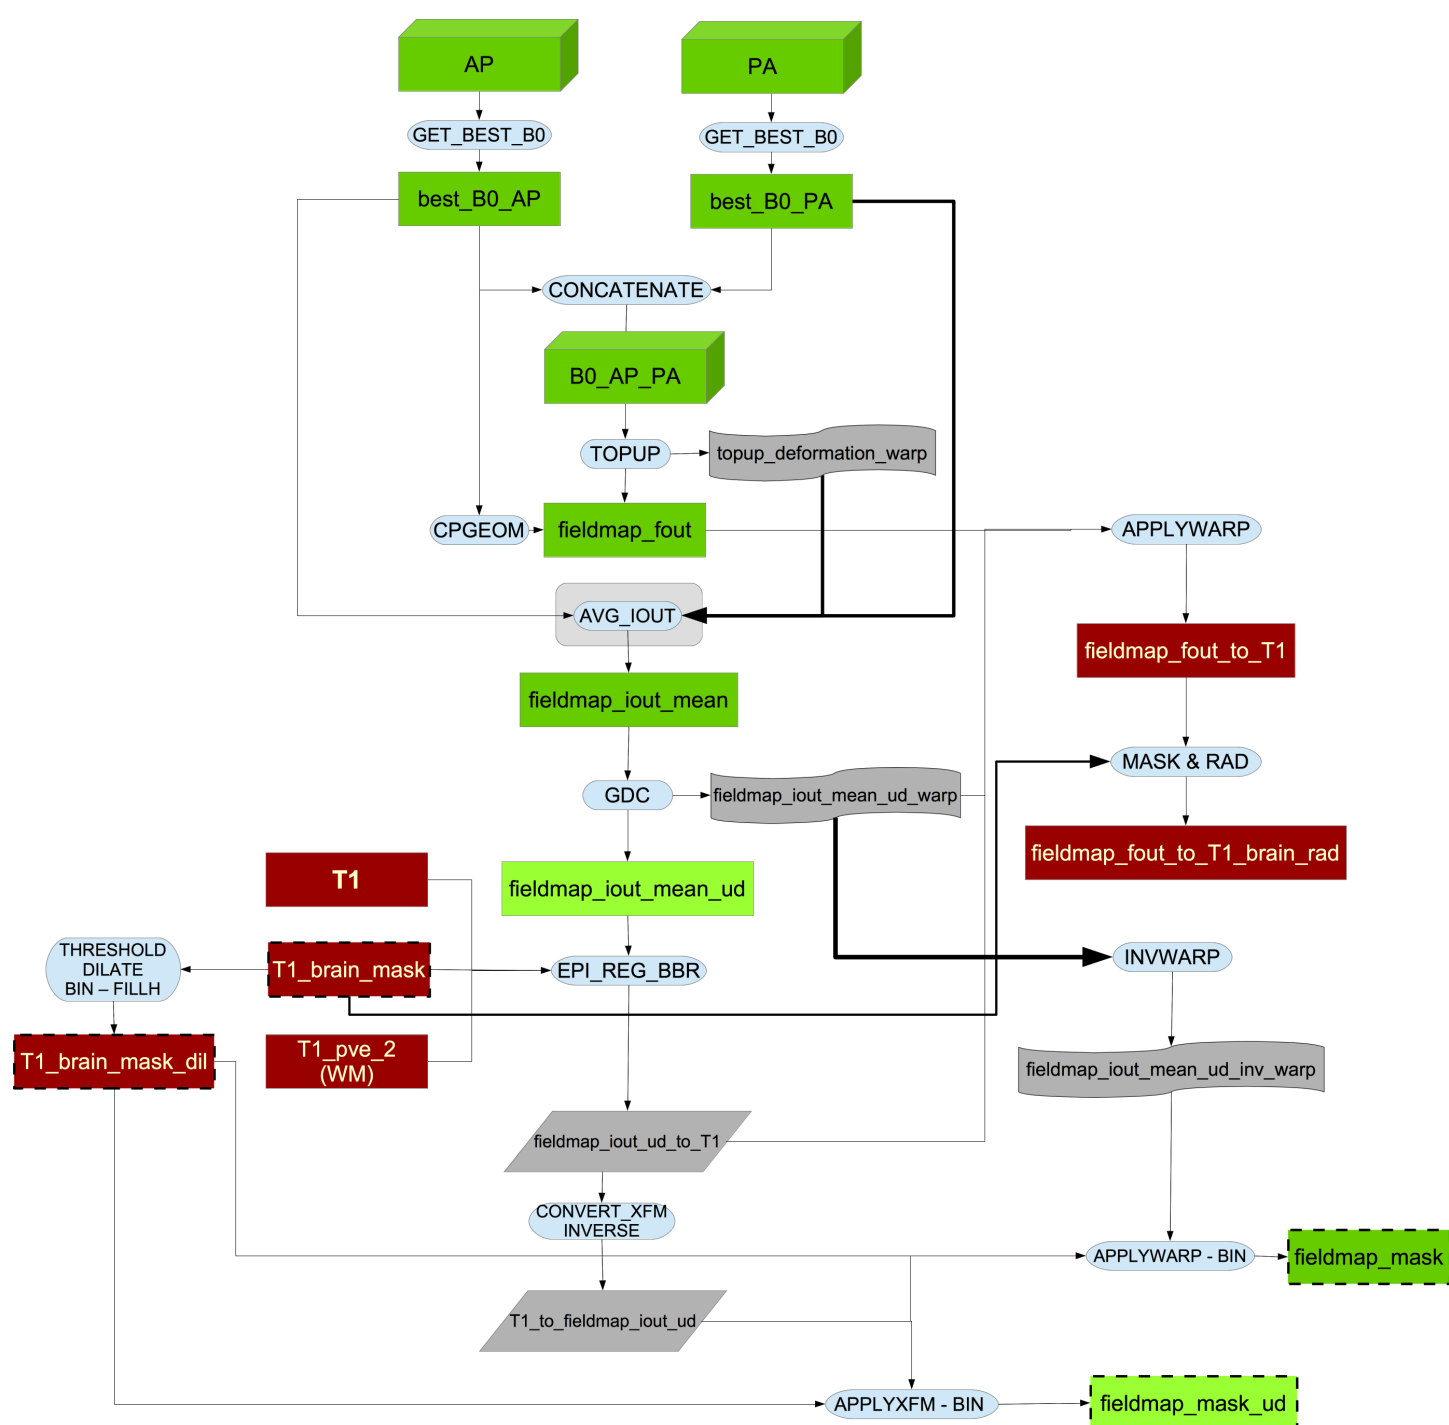 AP
PA
GET_BEST_B0
GET_BEST_B0
best_B0_AP
best_B0_PA
CONCATENATE
B0_AP_PA
TOPUP
topup_deformation_warp
CPGEOM
fieldmap_fout
APPLYWARP
AVG_IOUT
fieldmap_fout_to_T1
fieldmap_iout_mean
MASK & RAD
GDC
fieldmap_iout_mean_ud_warp
fieldmap_fout_to_T1_brain_rad
T1
fieldmap_iout_mean_ud
THRESHOLD
DILATE
BIN – FILLH
T1_brain_mask
EPI_REG_BBR
INVWARP
T1_brain_mask_dil
T1_pve_2
(WM)
fieldmap_iout_mean_ud_inv_warp
fieldmap_iout_ud_to_T1
CONVERT_XFM
INVERSE
APPLYWARP - BIN
fieldmap_mask
T1_to_fieldmap_iout_ud
APPLYXFM - BIN
fieldmap_mask_ud